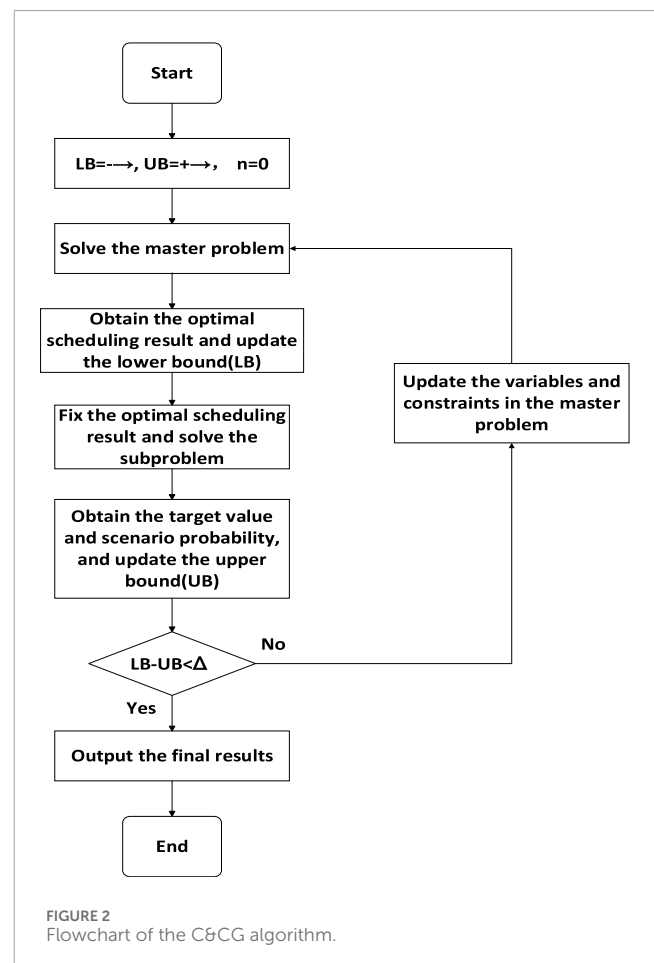 Start
LB=-→, UB=+→,   n=0
Solve the master problem
Obtain the optimal
scheduling result and update
the lower bound(LB)
Fix the optimal scheduling
result and solve the
subproblem
Obtain the target value
and scenario probability,
and update the upper
bound(UB)
LB-UB<Δ
No
Update the variables and
constraints in the master
problem
Yes
Output the final results
End
FIGURE 2
Flowchart of the C&CG algorithm.